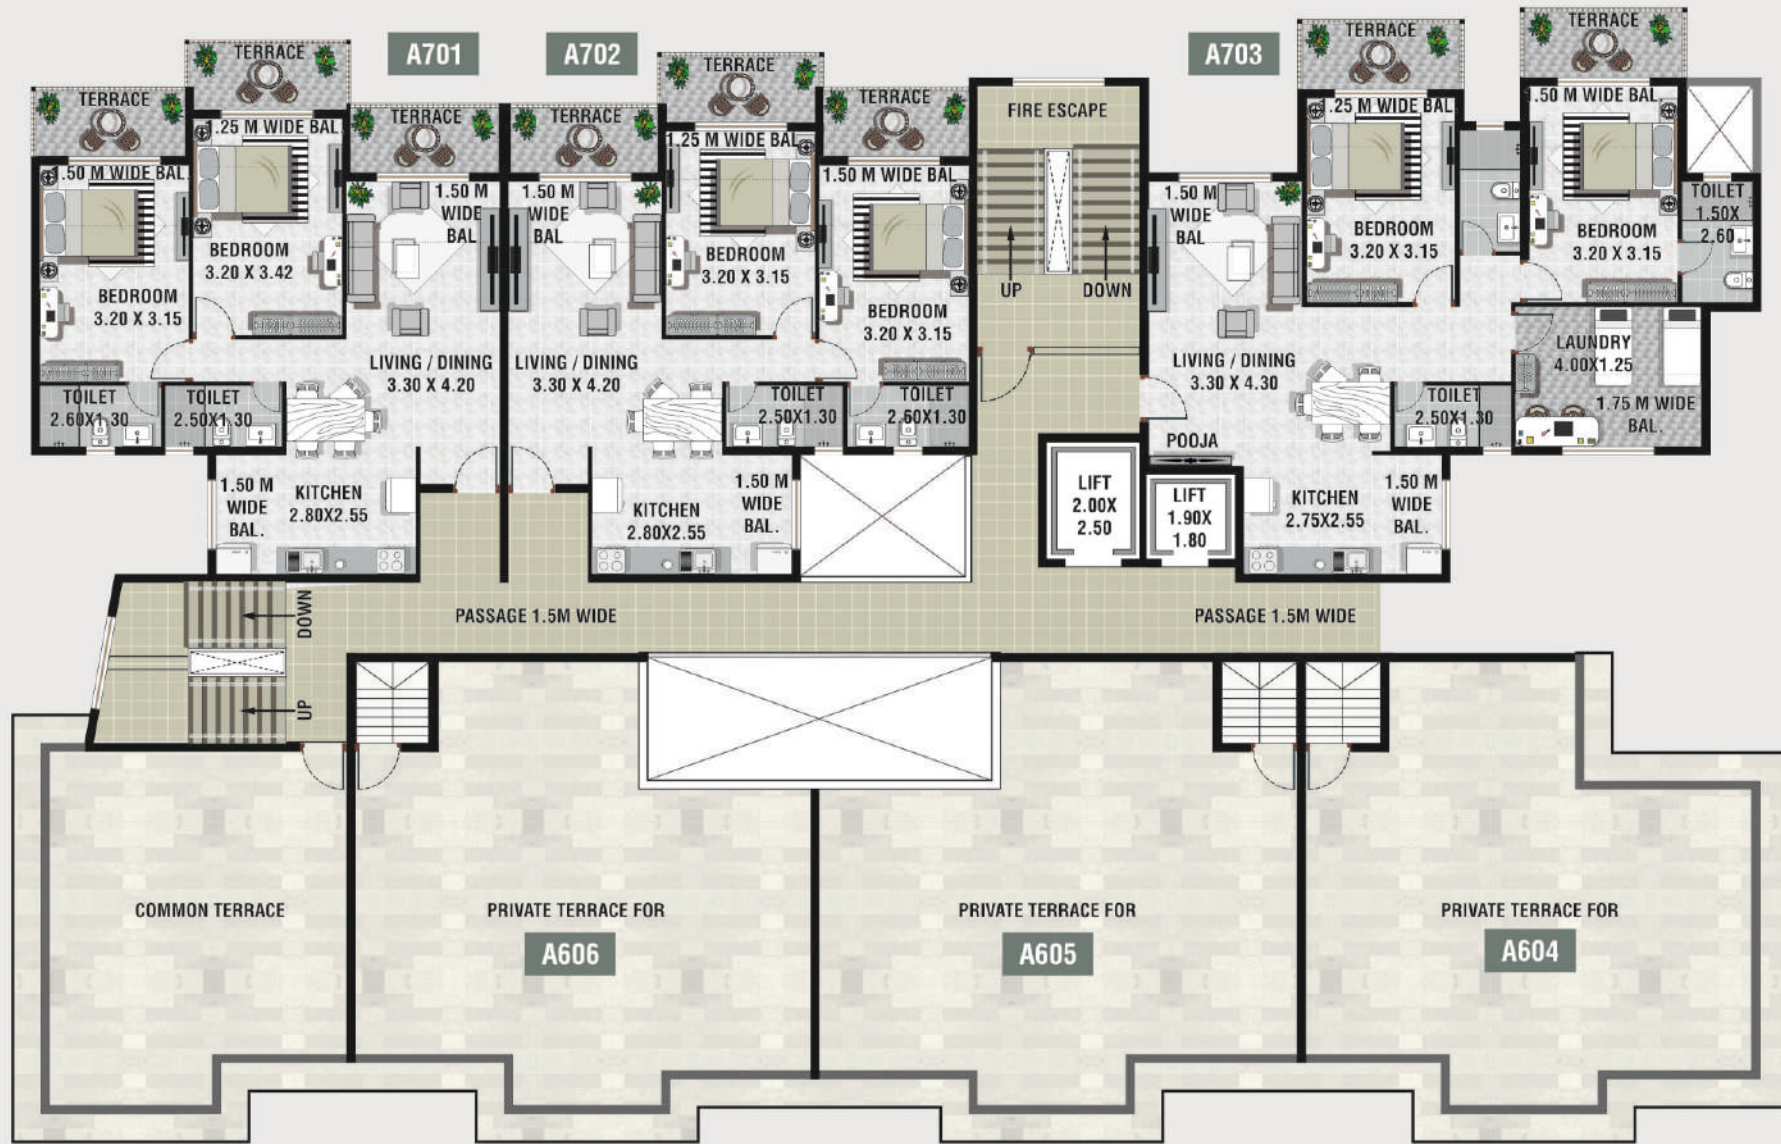 A701
A702
A703
TERRACE
TERRACE
TERRACE
TERRACE
TERRACE
TERRACE
TERRACE
TERRACE
1.50 M WIDE BAL.
1.25 M WIDE BAL.
1.50 M
WIDE
BAL
BEDROOM
3.20 X 3.15
BEDROOM
3.20 X 3.42
LIVING / DINING
3.30 X 4.20
TOILET
2.60X1.30
TOILET
2.50X1.30
1.50 M
WIDE
BAL.
KITCHEN
2.80X2.55
1.50 M
WIDE
BAL
1.25 M WIDE BAL.
1.50 M WIDE BAL.
BEDROOM
3.20 X 3.15
BEDROOM
3.20 X 3.15
LIVING / DINING
3.30 X 4.20
TOILET
2.50X1.30
TOILET
2.60X1.30
KITCHEN
2.80X2.55
1.50 M
WIDE
BAL.
FIRE ESCAPE
UP
DOWN
1.50 M
WIDE
BAL
1.25 M WIDE BAL.
1.50 M WIDE BAL.
BEDROOM
3.20 X 3.15
BEDROOM
3.20 X 3.15
TOILET
1.50X
2.60
LIVING / DINING
3.30 X 4.30
LAUNDRY
4.00X1.25
1.75 M WIDE
BAL.
TOILET
2.50X1.30
POOJA
LIFT
2.00X
2.50
LIFT
1.90X
1.80
KITCHEN
2.75X2.55
1.50 M
WIDE
BAL.
DOWN
UP
PASSAGE 1.5M WIDE
PASSAGE 1.5M WIDE
COMMON TERRACE
PRIVATE TERRACE FOR
A606
PRIVATE TERRACE FOR
A605
PRIVATE TERRACE FOR
A604